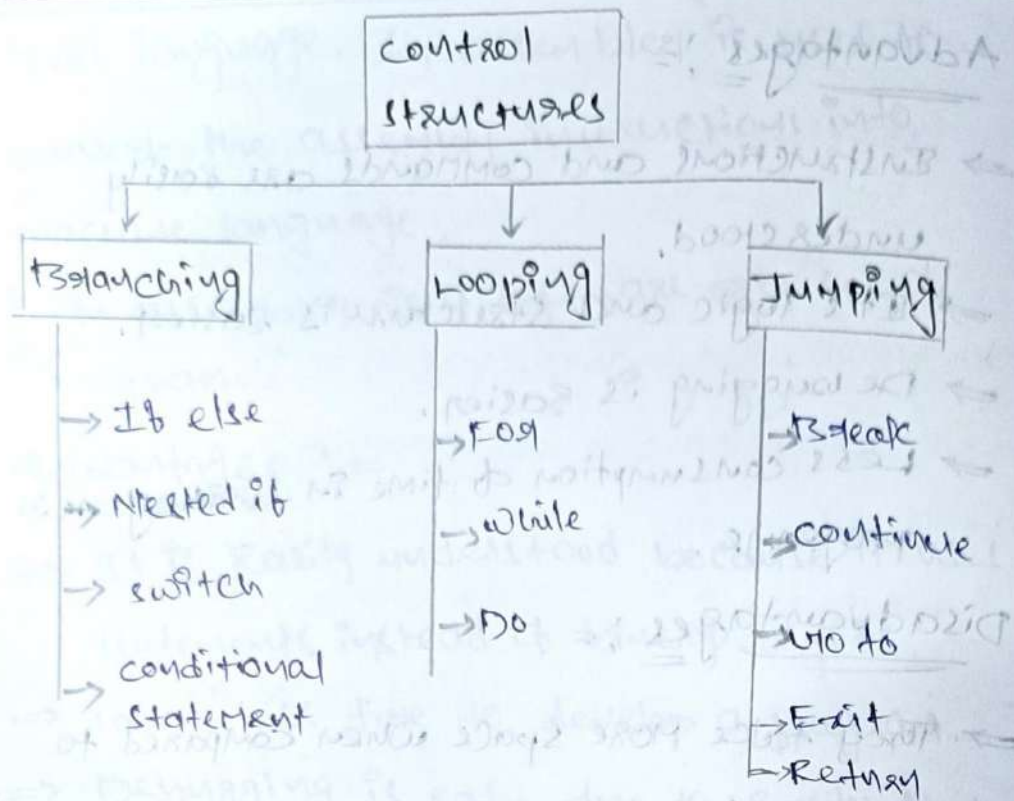 control
structures
Branching
If else
Nested if
switch
conditional
statement
Looping
For
while
Do
Jumping
Break
continue
Go to
Exit
Return